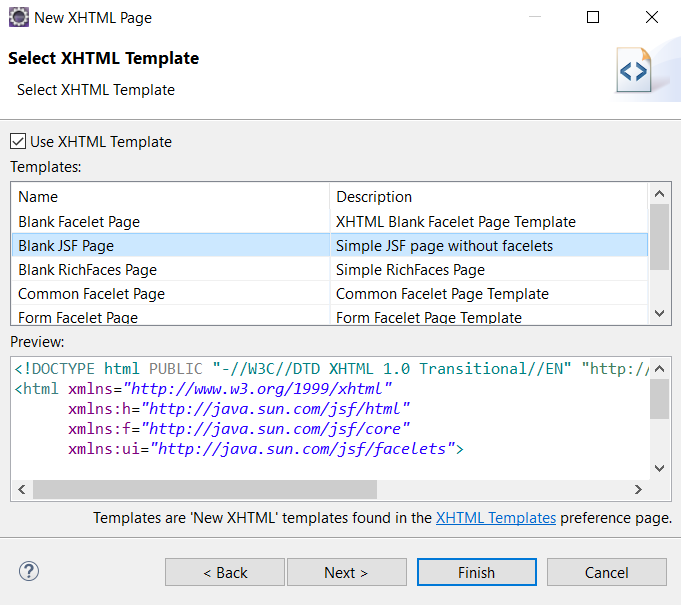 New XHTML Page
Select XHTML Template
Select XHTML Template
Use XHTML Template
Templates:
Name Description
Blank Facelet Page XHTML Blank Facelet Page Template
Blank JSF Page Simple JSF page without facelets
Blank RichFaces Page Simple RichFaces Page
Common Facelet Page Common Facelet Page Template
Form Facelet Page Form Facelet Page Template
Preview:
<!DOCTYPE html PUBLIC "-//W3C//DTD XHTML 1.0 Transitional//EN" "http:/
<html xmlns="http://www.w3.org/1999/xhtml"
xmlns:h="http://java.sun.com/jsf/html"
xmlns:f="http://java.sun.com/jsf/core"
xmlns:ui="http://java.sun.com/jsf/facelets">
Templates are 'New XHTML' templates found in the XHTML Templates preference page.
? < Back Next > Finish Cancel